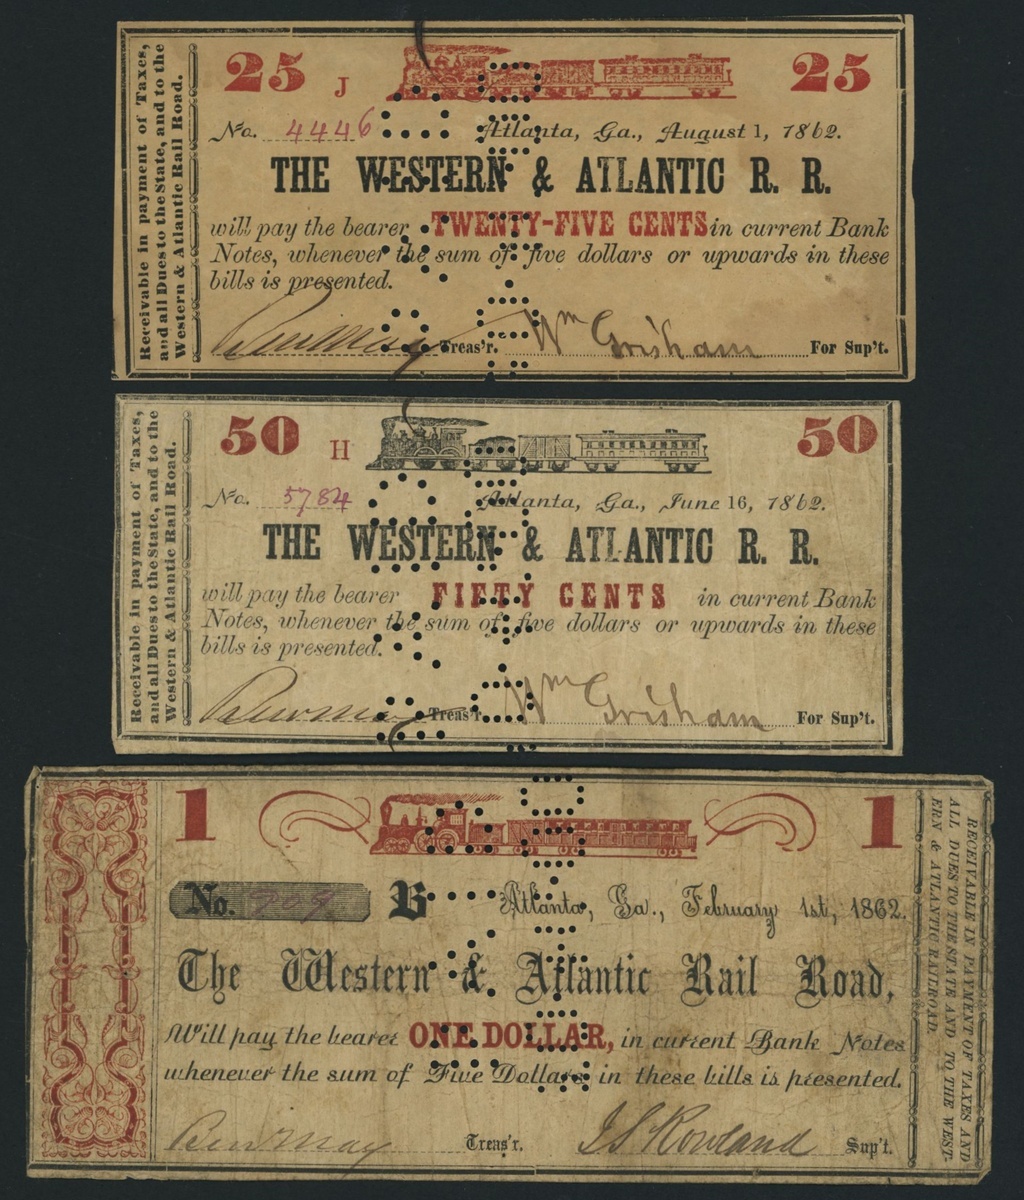 Receivable in payment of Taxes,
and all Dues to the State, and to the
Western & Atlantic Rail Road.
25 J 25
No. 4446 Atlanta, Ga., August 1, 1862.
THE WESTERN & ATLANTIC R. R.
will pay the bearer TWENTY-FIVE CENTS in current Bank
Notes, whenever the sum of five dollars or upwards in these
bills is presented.
Treas'r. Wm Grisham For Sup't.
Receivable in payment of Taxes,
and all Dues to the State, and to the
Western & Atlantic Rail Road.
50 H 50
No. 5784 Atlanta, Ga., June 16, 1862.
THE WESTERN & ATLANTIC R. R.
will pay the bearer FIFTY CENTS in current Bank
Notes, whenever the sum of five dollars or upwards in these
bills is presented.
Treas'r Wm Grisham For Sup't.
1 1
No. B Atlanta, Ga., February 1st, 1862.
The Western & Atlantic Rail Road,
Will pay the bearer ONE DOLLAR, in current Bank Notes
whenever the sum of Five Dollars in these bills is presented.
Ben May Treas'r. I S Rowland Sup't.
RECEIVABLE IN PAYMENT OF TAXES AND
ALL DUES TO THE STATE AND TO THE WEST-
ERN & ATLANTIC RAILROAD.